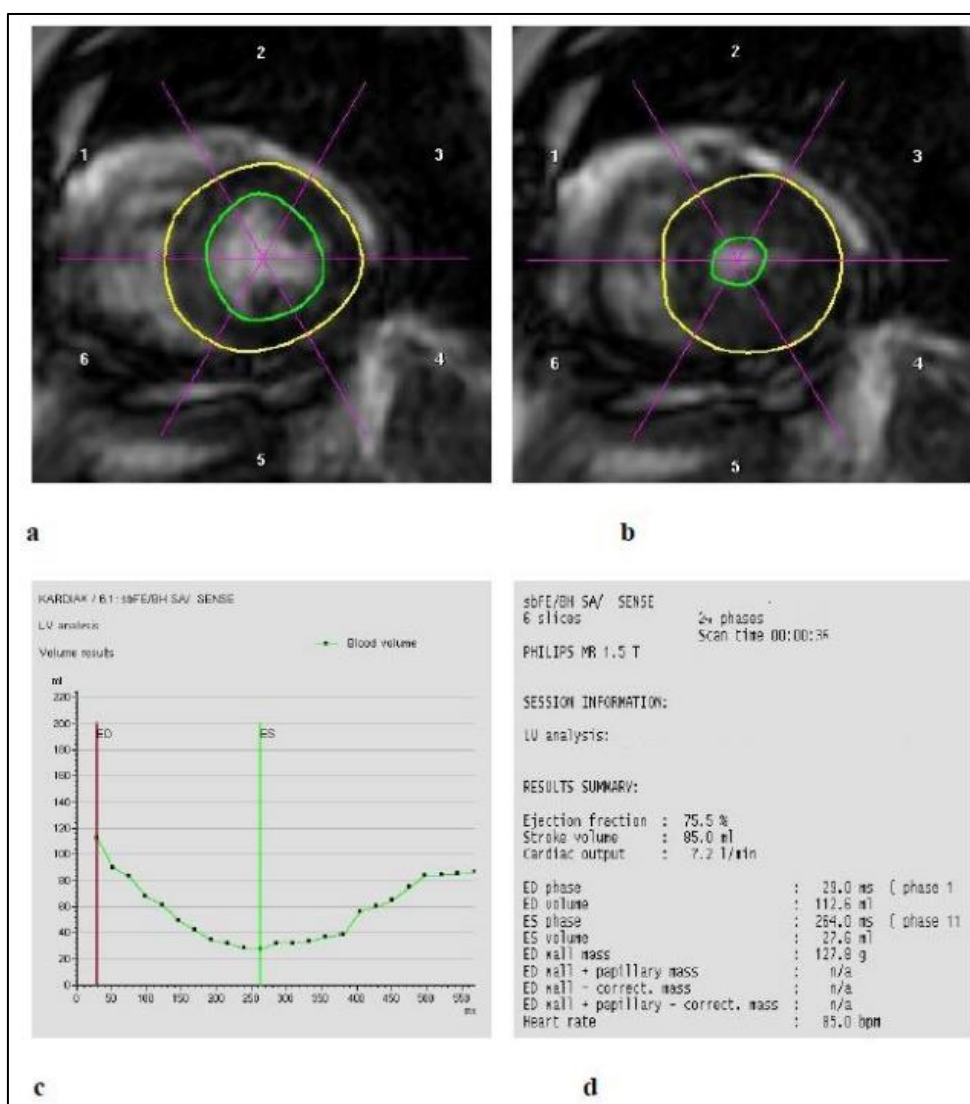 2
1
3
6
4
5
a
2
1
3
6
4
5
b
KARDIAK / 6.1: sbFE/BH SA/ SENSE
LV analysis
Volume results
Blood volume
ml
220
200
180
160
140
120
100
80
60
40
20
0
ED
ES
0 50 100 150 200 250 300 350 400 450 500 550
ms
c
sbFE/BH SA/ SENSE
6 slices
phases
Scan time 00:00:36
PHILIPS MR 1.5 T
SESSION INFORMATION:
LV analysis:
RESULTS SUMMARY:
Ejection fraction : 75.5 %
Stroke volume : 85.0 ml
Cardiac output : 7.2 l/min
ED phase : 29.0 ms ( phase 1
ED volume : 112.6 ml
ES phase : 264.0 ms ( phase 11
ES volume : 27.6 ml
ED wall mass : 127.8 g
ED wall + papillary mass : n/a
ED wall - correct. mass : n/a
ED wall + papillary - correct. mass : n/a
Heart rate : 85.0 bpm
d